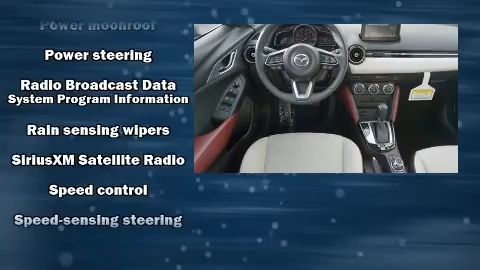 Power moonroof
Power steering
Radio Broadcast Data
System Program Information
Rain sensing wipers
SiriusXM Satellite Radio
Speed control
Speed-sensing steering